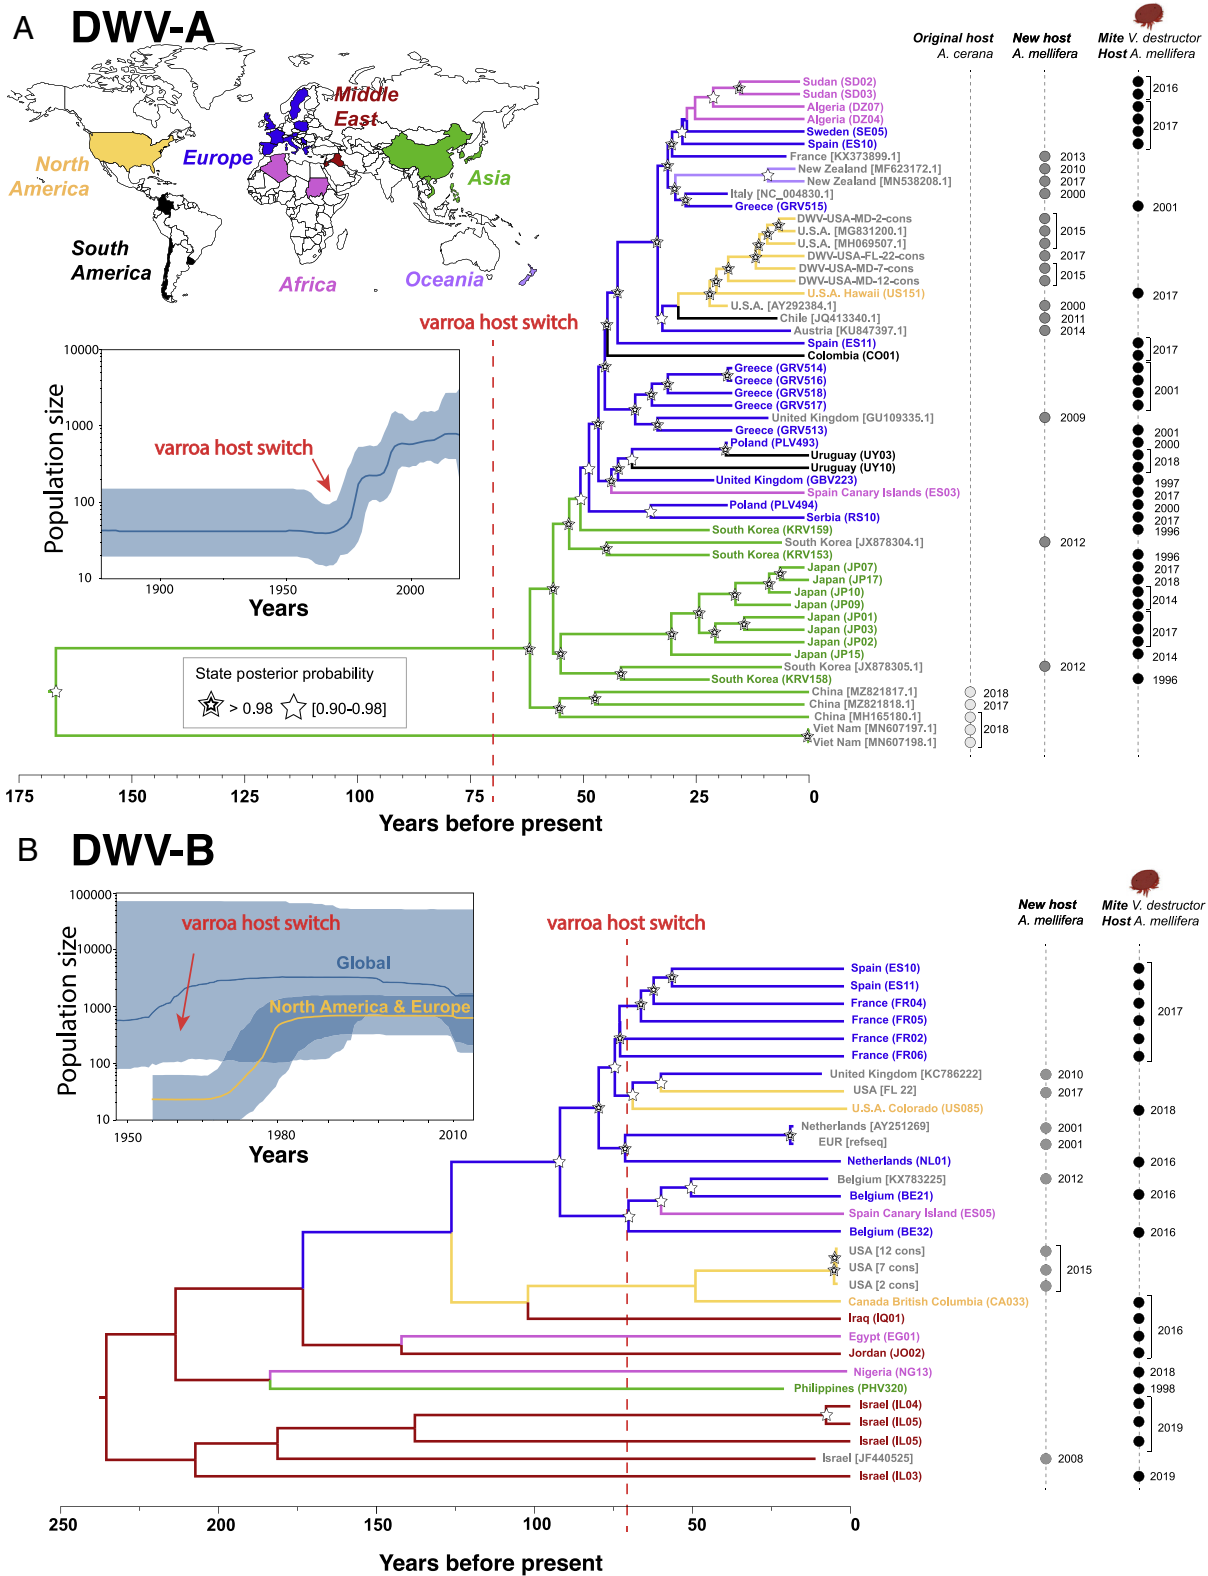 A DWV-A
Original host
A. cerana
New host
A. mellifera
Mite V. destructor
Host A. mellifera
Middle
East
Europe
North
America
Asia
South
America
Africa
Oceania
varroa host switch
Sudan (SD02)
Sudan (SD03)
2016
Algeria (DZ07)
Algeria (DZ04)
Sweden (SE05)
2017
Spain (ES10)
France [KX373899.1]
2013
New Zealand [MF623172.1]
2010
New Zealand [MN538208.1]
2017
Italy [NC_004830.1]
2000
Greece (GRV515)
2001
DWV-USA-MD-2-cons
U.S.A. [MG831200.1]
2015
U.S.A. [MH069507.1]
DWV-USA-FL-22-cons
2017
DWV-USA-MD-7-cons
2015
DWV-USA-MD-12-cons
U.S.A. Hawaii (US151)
2017
U.S.A. [AY292384.1]
2000
Chile [JQ413340.1]
2011
Austria [KU847397.1]
2014
Spain (ES11)
2017
Colombia (CO01)
Greece (GRV514)
Greece (GRV516)
Greece (GRV518)
2001
Greece (GRV517)
United Kingdom [GU109335.1]
2009
Greece (GRV513)
2001
Poland (PLV493)
2000
Uruguay (UY03)
2018
Uruguay (UY10)
United Kingdom (GBV223)
1997
Spain Canary Islands (ES03)
2017
Poland (PLV494)
2000
Serbia (RS10)
2017
South Korea (KRV159)
1996
South Korea [JX878304.1]
2012
South Korea (KRV153)
1996
Japan (JP07)
2017
Japan (JP17)
2018
Japan (JP10)
2014
Japan (JP09)
Japan (JP01)
Japan (JP03)
2017
Japan (JP02)
Japan (JP15)
2014
South Korea [JX878305.1]
2012
South Korea (KRV158)
1996
China [MZ821817.1]
2018
China [MZ821818.1]
2017
China [MH165180.1]
Viet Nam [MN607197.1]
2018
Viet Nam [MN607198.1]
10000
1000
100
10
Population size
varroa host switch
1900
1950
2000
Years
State posterior probability
> 0.98
[0.90-0.98]
175
150
125
100
75
50
25
0
Years before present
B DWV-B
New host
A. mellifera
Mite V. destructor
Host A. mellifera
100000
10000
1000
100
10
Population size
varroa host switch
Global
North America & Europe
1950
1980
2010
Years
varroa host switch
Spain (ES10)
Spain (ES11)
France (FR04)
2017
France (FR05)
France (FR02)
France (FR06)
United Kingdom [KC786222]
2010
USA [FL 22]
2017
U.S.A. Colorado (US085)
2018
Netherlands [AY251269]
2001
EUR [refseq]
2001
Netherlands (NL01)
2016
Belgium [KX783225]
2012
Belgium (BE21)
2016
Spain Canary Island (ES05)
Belgium (BE32)
2016
USA [12 cons]
USA [7 cons]
2015
USA [2 cons]
Canada British Columbia (CA033)
Iraq (IQ01)
2016
Egypt (EG01)
Jordan (JO02)
Nigeria (NG13)
2018
Philippines (PHV320)
1998
Israel (IL04)
Israel (IL05)
2019
Israel (IL05)
Israel [JF440525]
2008
Israel (IL03)
2019
250
200
150
100
50
0
Years before present